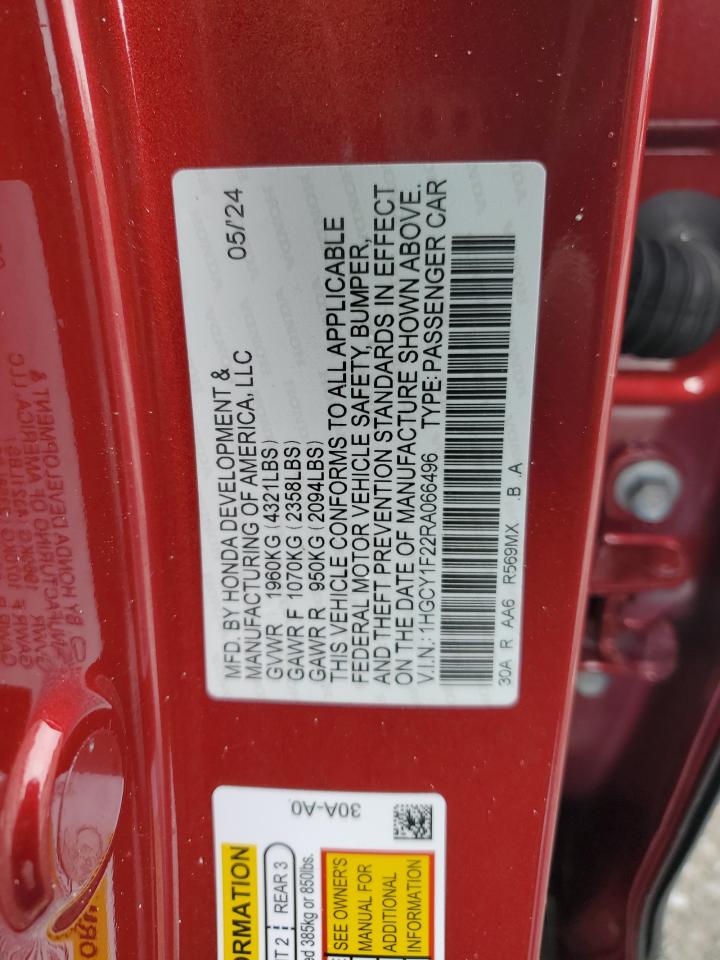 MFD. BY HONDA DEVELOPMENT & 05/'24
MANUFACTURING OF AMERICA, LLC
GVWR 1960KG (4321LBS)
GAWR F 1070KG (2358LBS)
GAWR R 950KG (2094LBS)
THIS VEHICLE CONFORMS TO ALL APPLICABLE
FEDERAL MOTOR VEHICLE SAFETY, BUMPER,
AND THEFT PREVENTION STANDARDS IN EFFECT
ON THE DATE OF MANUFACTURE SHOWN ABOVE.
V.I.N.: 1HGCY1F22RA066496 TYPE: PASSENGER CAR
30A R AA6 R569MX .B .A
30A-A0
REAR 3
385kg or 850lbs.
SEE OWNER'S
MANUAL FOR
ADDITIONAL
INFORMATION